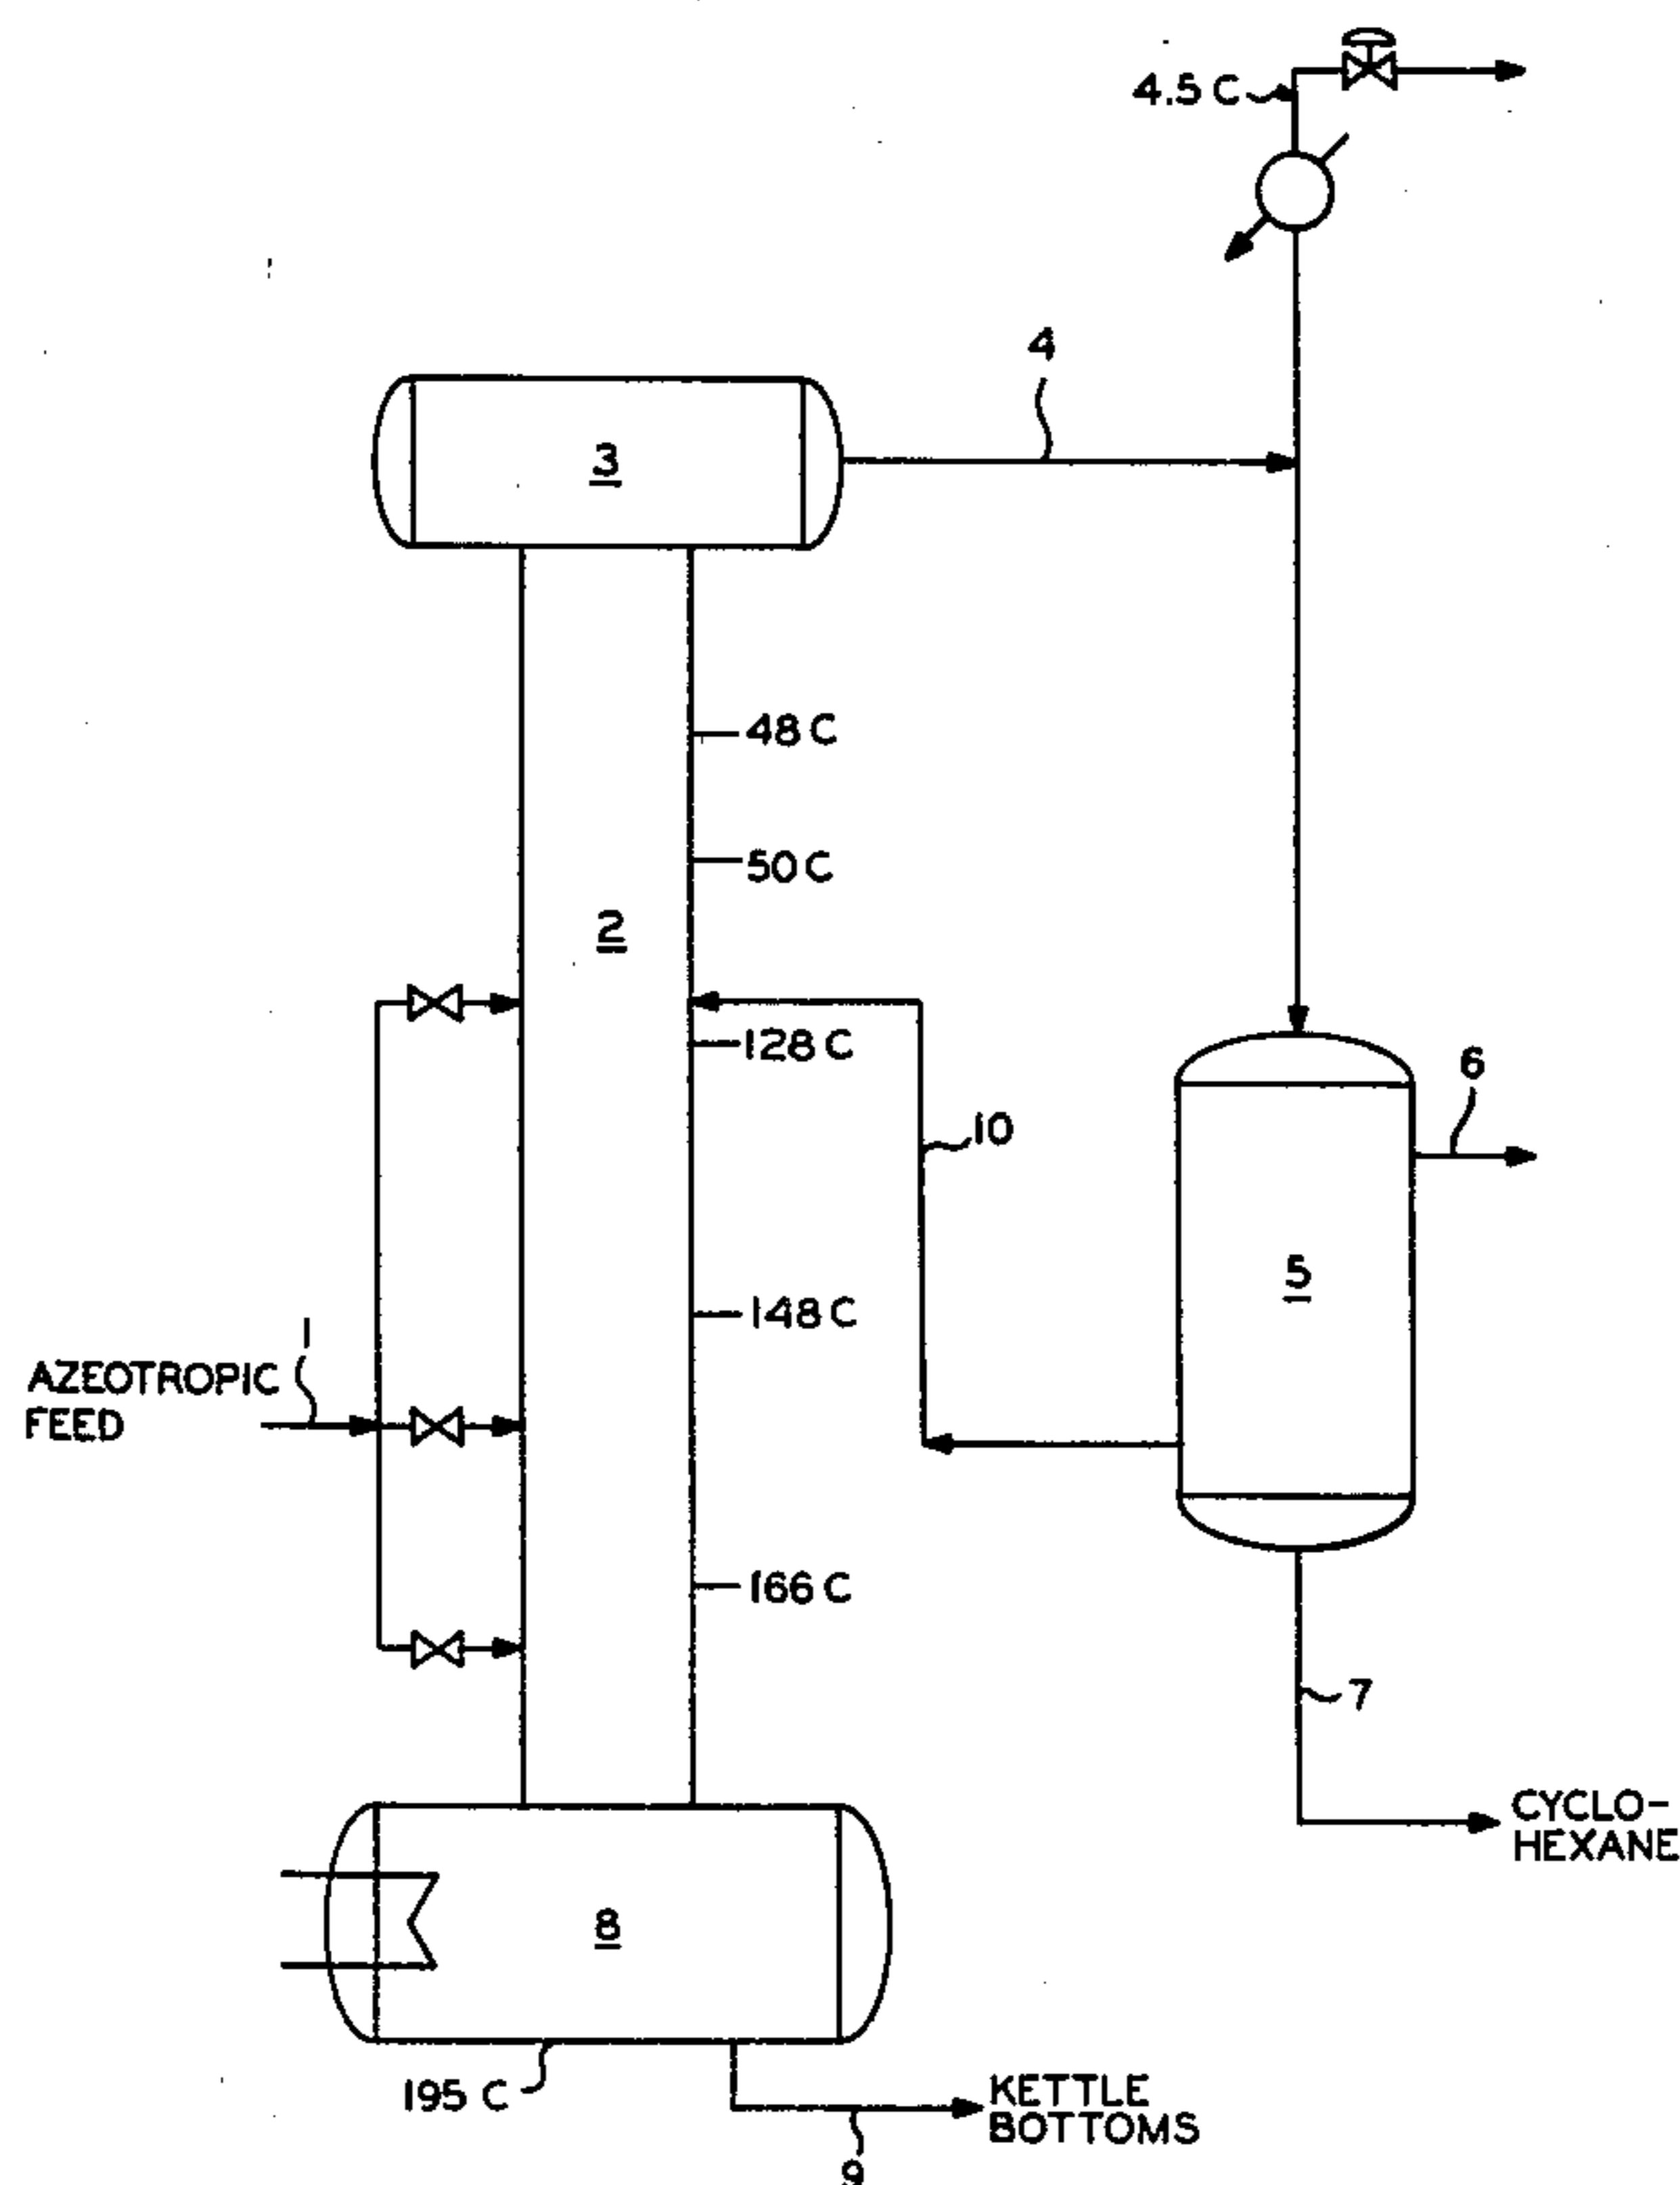 4.5 C
4
3
48 C
50 C
2
128 C
6
10
5
148 C
1
AZEOTROPIC
FEED
166 C
7
CYCLO-
HEXANE
8
195 C
KETTLE
BOTTOMS
9